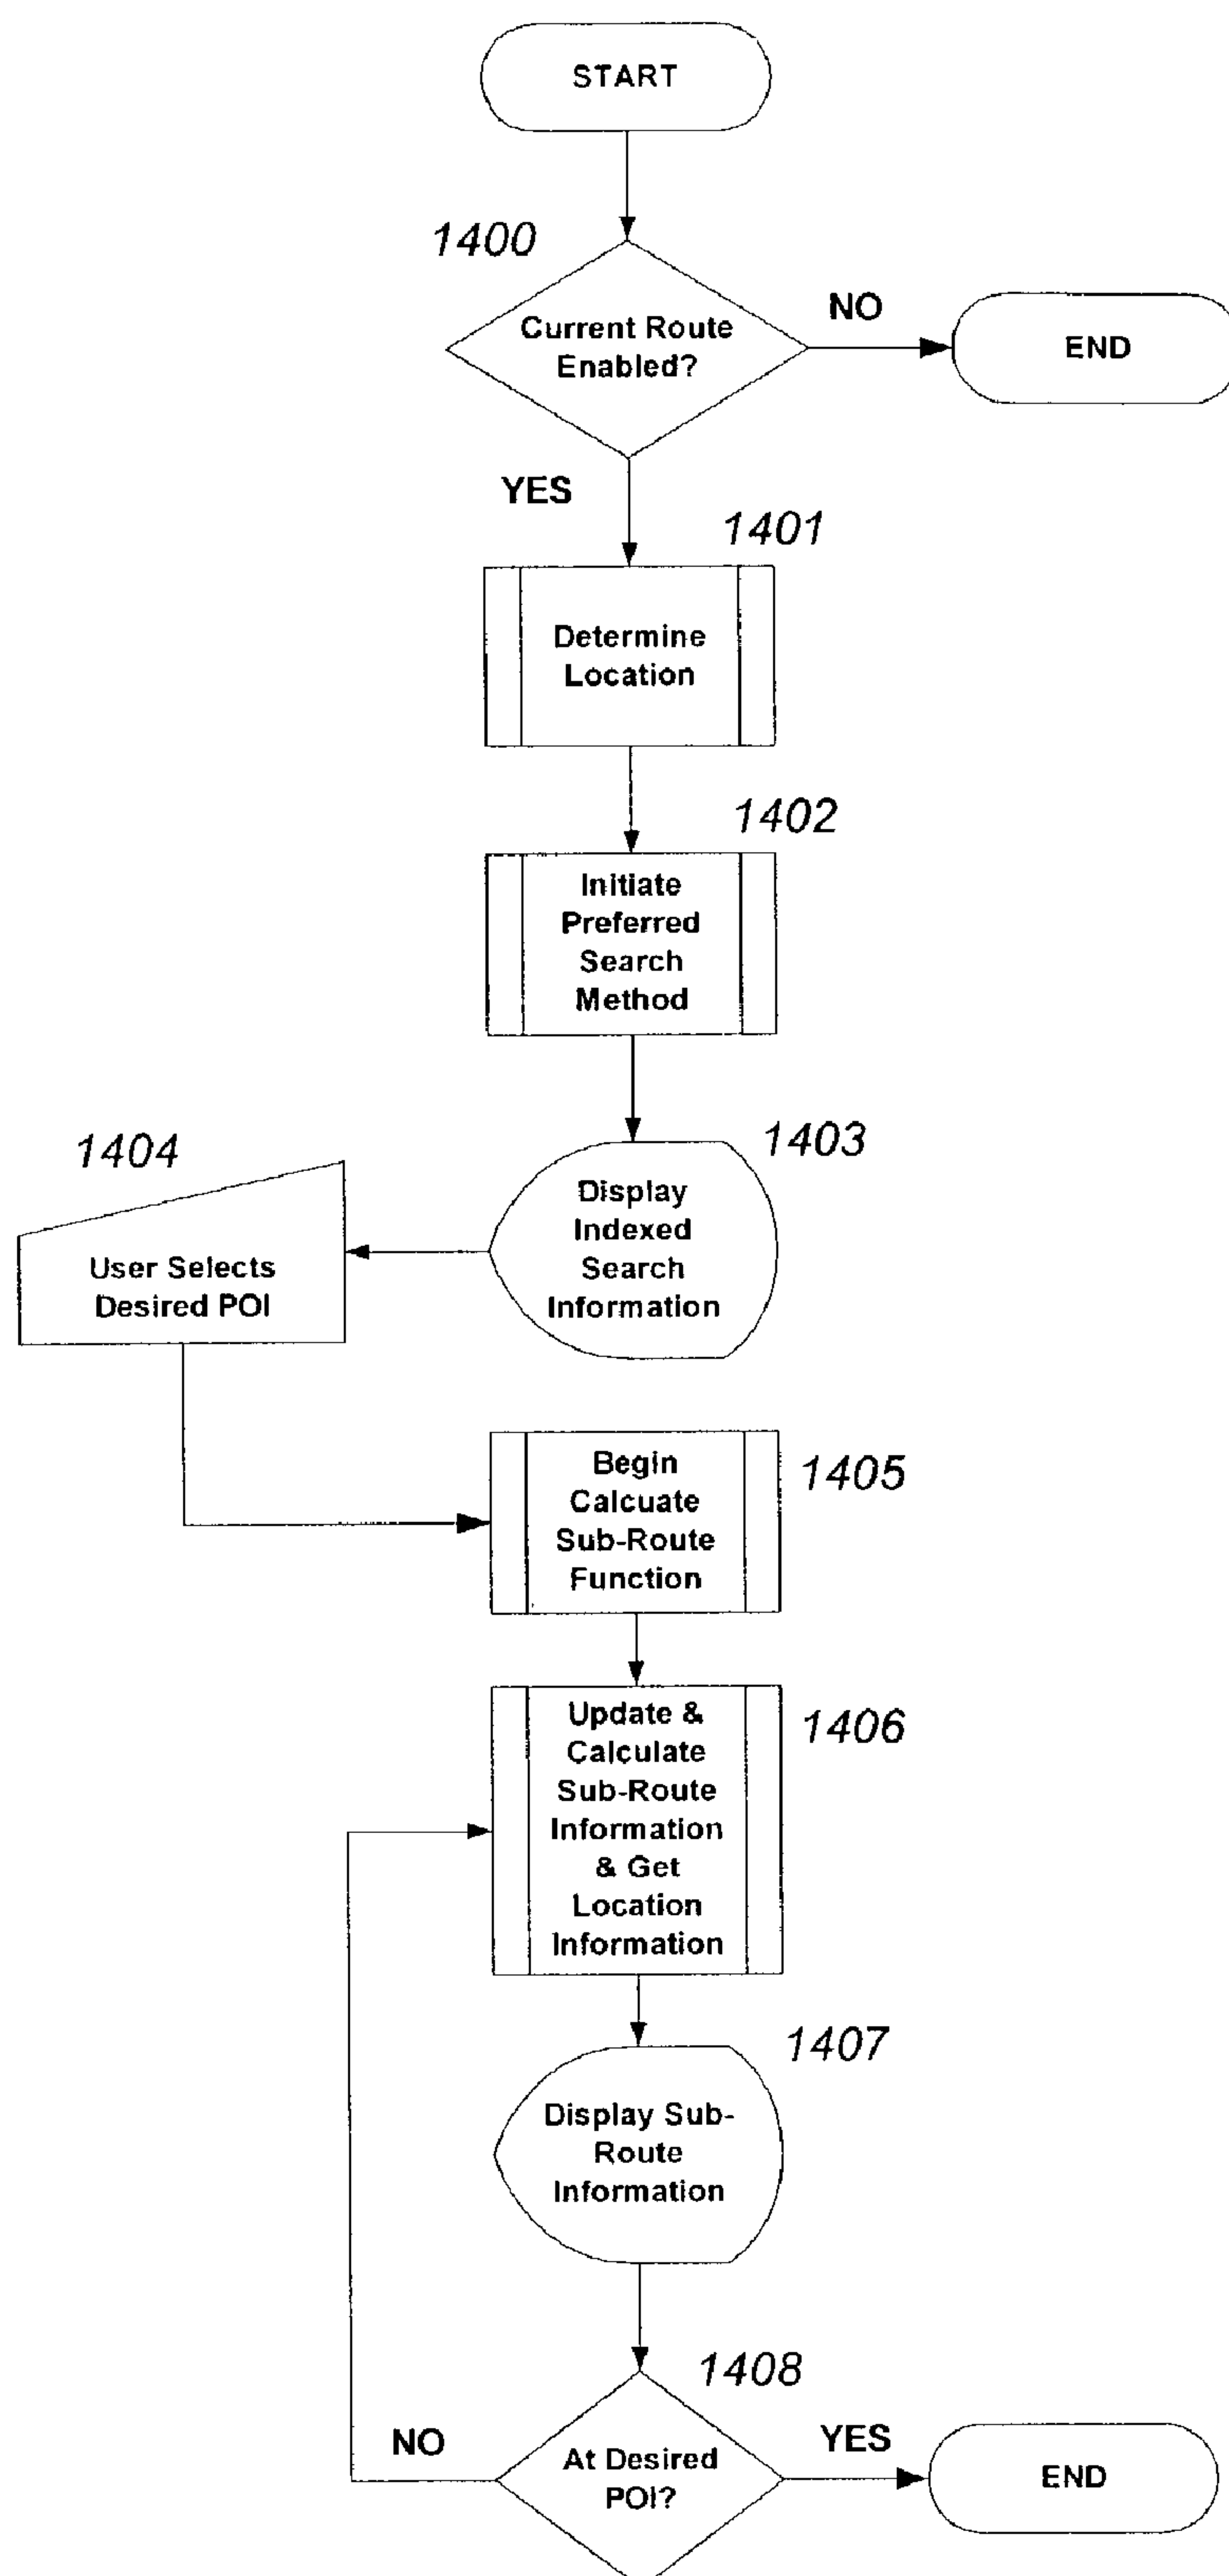 START
1400
Current Route
Enabled?
NO
END
YES
1401
Determine
Location
1402
Initiate
Preferred
Search
Method
1403
Display
Indexed
Search
Information
1404
User Selects
Desired POI
1405
Begin
Calcuate
Sub-Route
Function
1406
Update &
Calculate
Sub-Route
Information
& Get
Location
Information
1407
Display Sub-
Route
Information
1408
At Desired
POI?
NO
YES
END